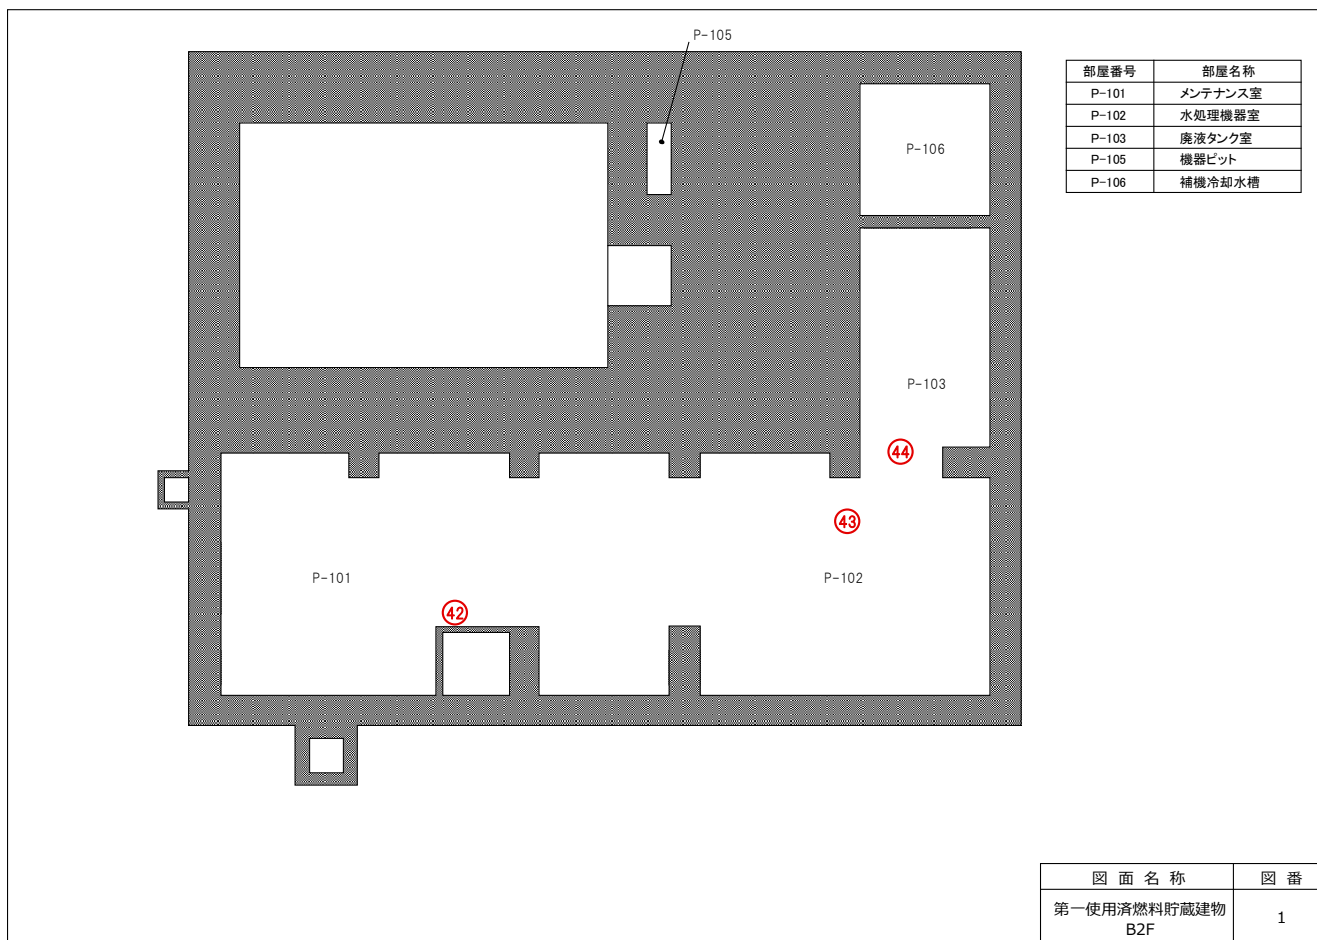 P-105
部屋番号 部屋名称
P-101 メンテナンス室
P-102 水処理機器室
P-103 廃液タンク室
P-105 機器ピット
P-106 補機冷却水槽
P-106
P-103
44
43
P-101
P-102
42
図面名称 図番
第一使用済燃料貯蔵建物
B2F
1